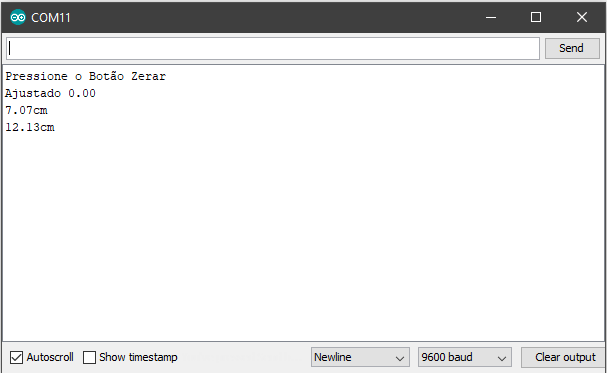 COM11
Send
Pressione o Botão Zerar
Ajustado 0.00
7.07cm
12.13cm
Autoscroll Show timestamp Newline 9600 baud Clear output